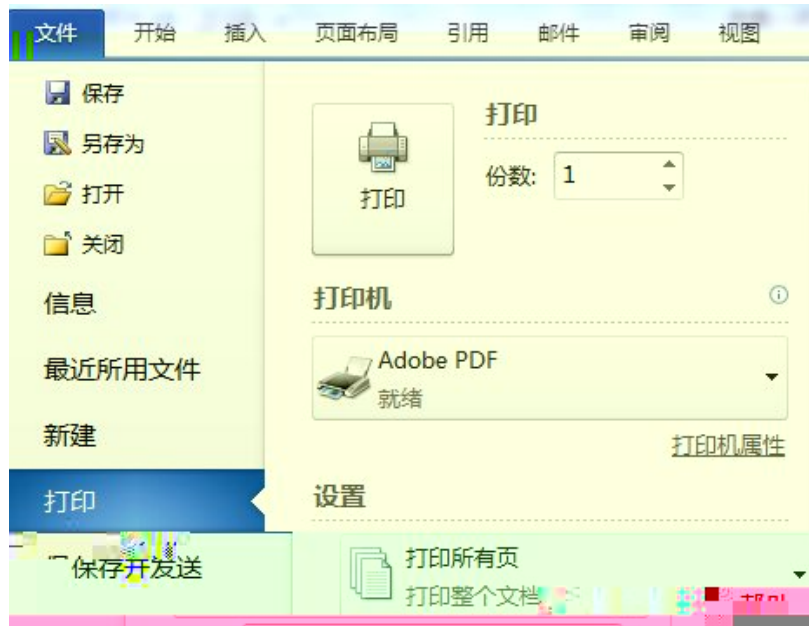 文件 开始 插入 页面布局 引用 邮件 审阅 视图
保存
另存为
打开
关闭
信息
最近所用文件
新建
打印
保存并发送
打印
打印
份数: 1
打印机
Adobe PDF
就绪
打印机属性
设置
打印所有页
打印整个文档